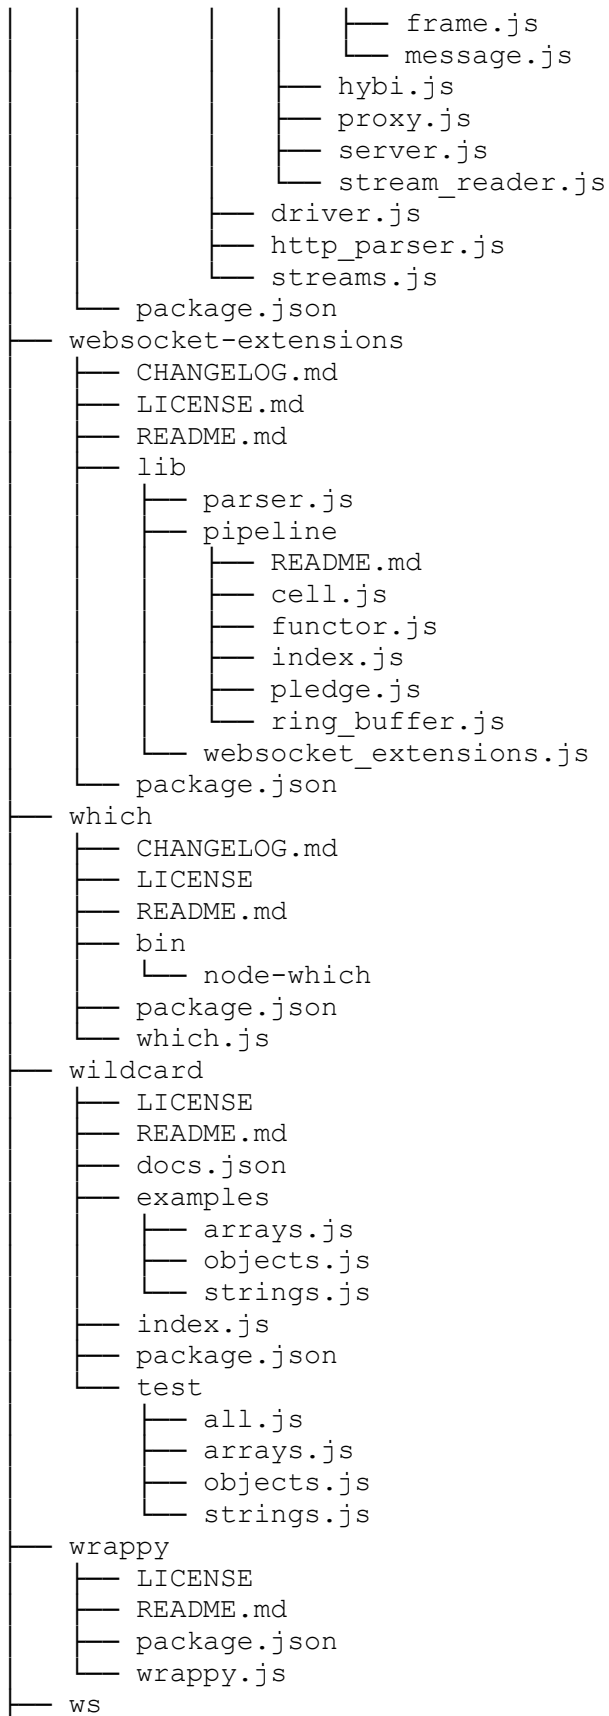 │   │       │   │   ├── frame.js
│   │       │   │   └── message.js
│   │       │   ├── hybi.js
│   │       │   ├── proxy.js
│   │       │   ├── server.js
│   │       │   └── stream_reader.js
│   │       ├── driver.js
│   │       ├── http_parser.js
│   │       └── streams.js
│   └── package.json
├── websocket-extensions
│   ├── CHANGELOG.md
│   ├── LICENSE.md
│   ├── README.md
│   ├── lib
│   │   ├── parser.js
│   │   ├── pipeline
│   │   │   ├── README.md
│   │   │   ├── cell.js
│   │   │   ├── functor.js
│   │   │   ├── index.js
│   │   │   ├── pledge.js
│   │   │   └── ring_buffer.js
│   │   └── websocket_extensions.js
│   └── package.json
├── which
│   ├── CHANGELOG.md
│   ├── LICENSE
│   ├── README.md
│   ├── bin
│   │   └── node-which
│   ├── package.json
│   └── which.js
├── wildcard
│   ├── LICENSE
│   ├── README.md
│   ├── docs.json
│   ├── examples
│   │   ├── arrays.js
│   │   ├── objects.js
│   │   └── strings.js
│   ├── index.js
│   ├── package.json
│   └── test
│       ├── all.js
│       ├── arrays.js
│       ├── objects.js
│       └── strings.js
├── wrappy
│   ├── LICENSE
│   ├── README.md
│   ├── package.json
│   └── wrappy.js
├── ws